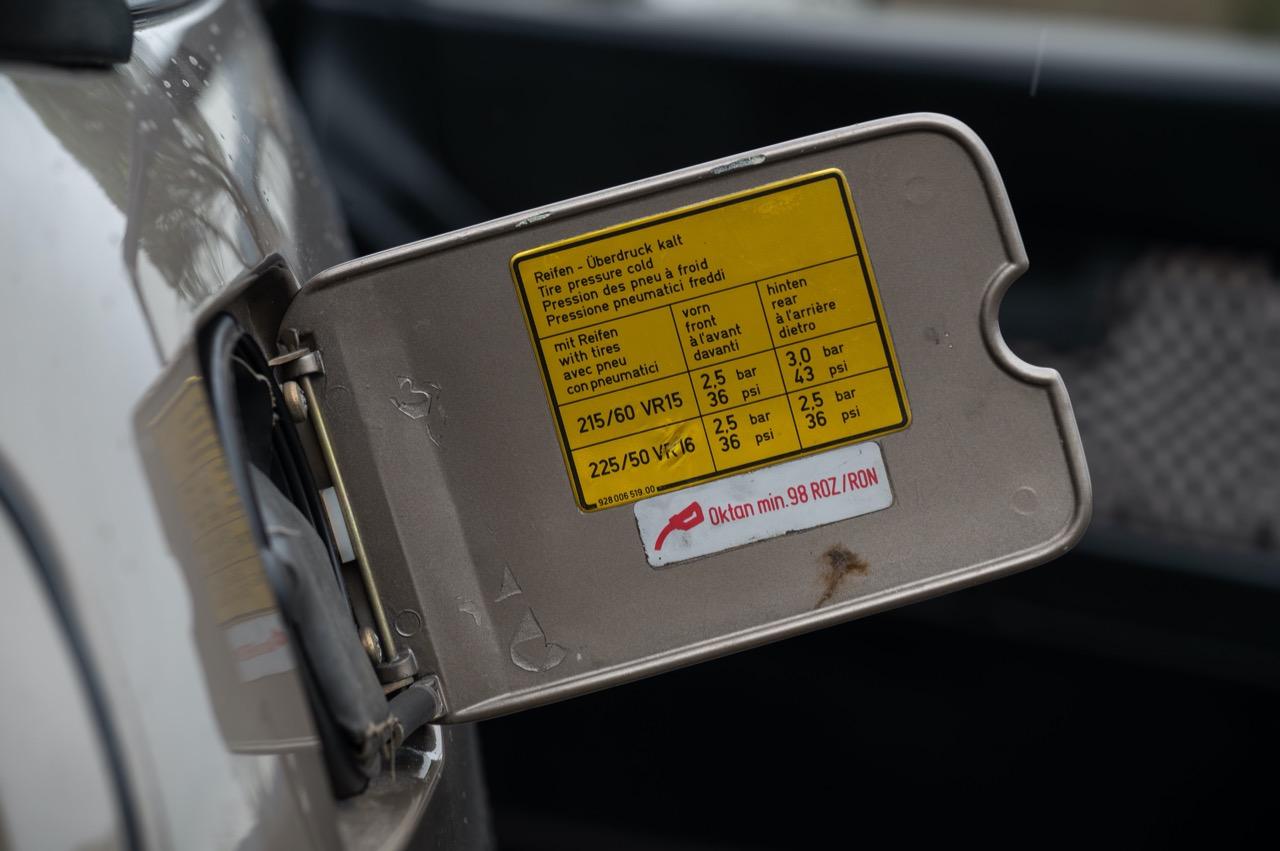 Reifen - Überdruck kalt
Tire pressure cold
Pression des pneu à froid
Pressione pneumatici freddi
mit Reifen
with tires
avec pneu
con pneumatici
vorn
front
à l'avant
davanti
hinten
rear
à l'arrière
dietro
215/60 VR15
2,5 bar
36 psi
3,0 bar
43 psi
225/50 VR16
2,5 bar
36 psi
2,5 bar
36 psi
928 006 519 00
Oktan min. 98 ROZ/RON